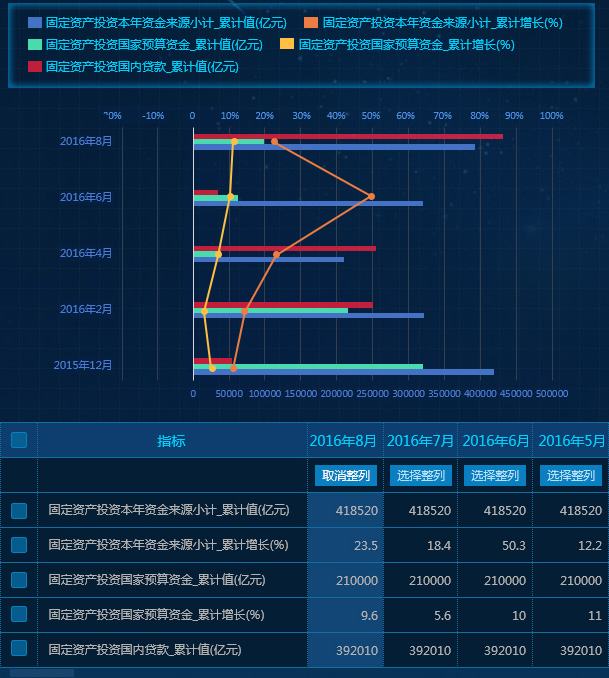 固定资产投资本年资金来源小计_累计值(亿元) 固定资产投资本年资金来源小计_累计增长(%)
固定资产投资国家预算资金_累计值(亿元) 固定资产投资国家预算资金_累计增长(%)
固定资产投资国内贷款_累计值(亿元)
-10% 0 10% 20% 30% 40% 50% 60% 70% 80% 90% 100%
2016年8月
2016年6月
2016年4月
2016年2月
2015年12月
0 50000 100000 150000 200000 250000 300000 350000 400000 450000 500000
指标 2016年8月 2016年7月 2016年6月 2016年5月
取消整列 选择整列 选择整列 选择整列
固定资产投资本年资金来源小计_累计值(亿元) 418520 418520 418520 418520
固定资产投资本年资金来源小计_累计增长(%) 23.5 18.4 50.3 12.2
固定资产投资国家预算资金_累计值(亿元) 210000 210000 210000 210000
固定资产投资国家预算资金_累计增长(%) 9.6 5.6 10 11
固定资产投资国内贷款_累计值(亿元) 392010 392010 392010 392010